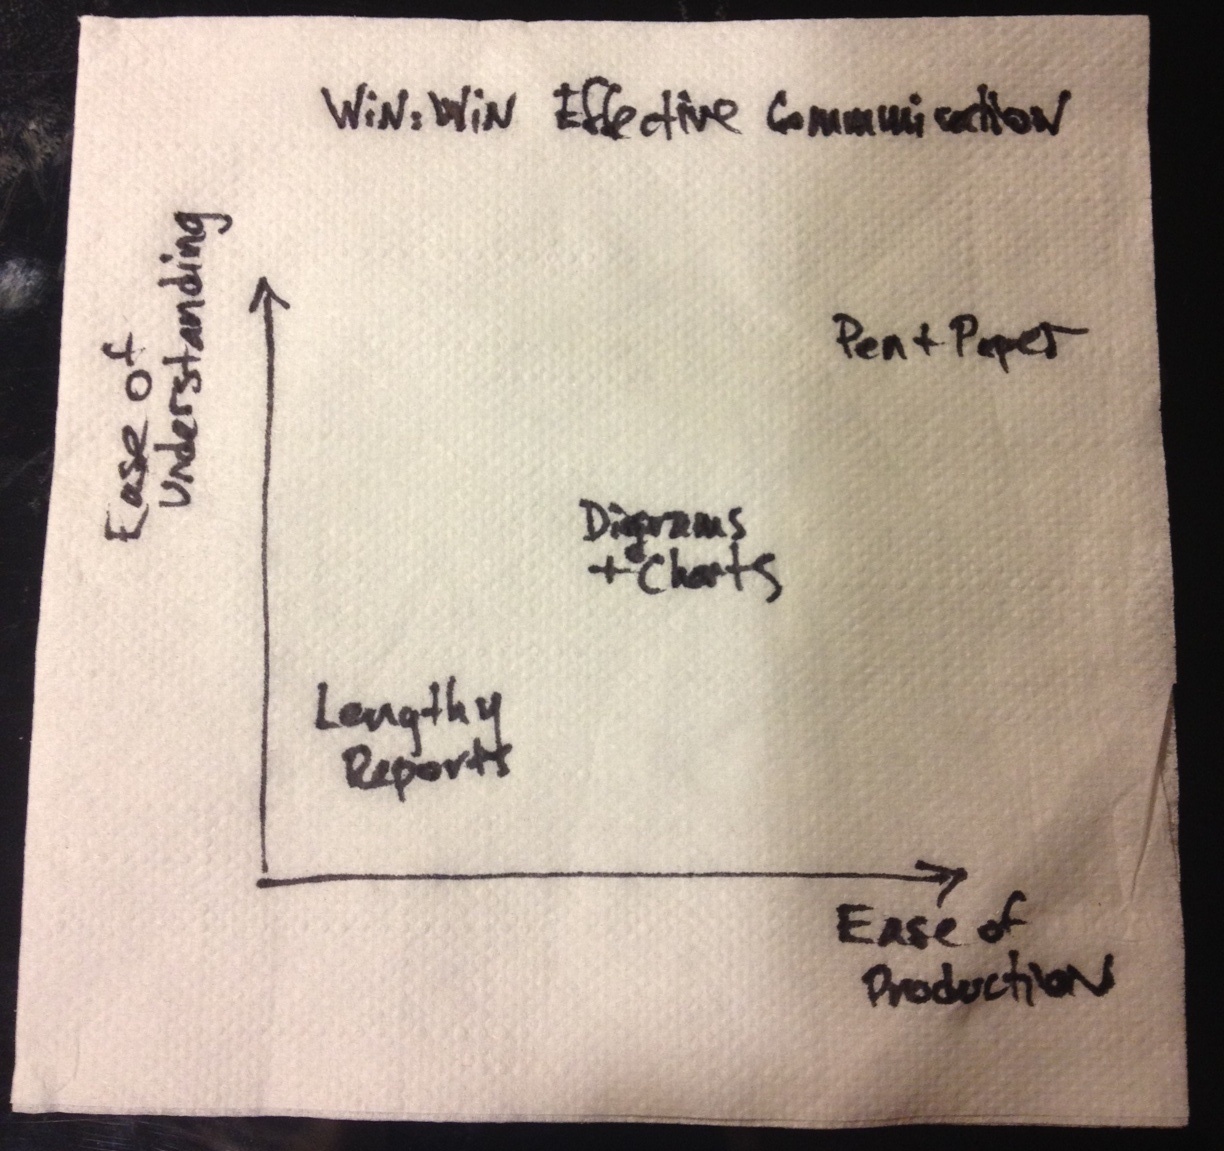 Win:Win Effective Communication
Ease of
Understanding
Pen + Paper
Diagrams
+ Charts
Lengthy
Reports
Ease of
Production